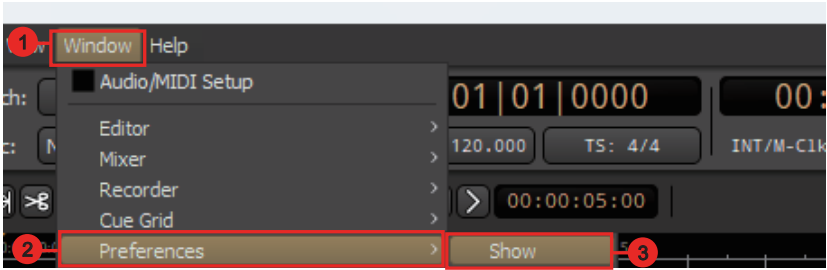 1 Window Help
Audio/MIDI Setup
ch: 01|01|0000 00:
Editor
120.000 TS: 4/4 INT/M-Clk
Mixer
Recorder
00:00:05:00
Cue Grid
2 Preferences
Show 3